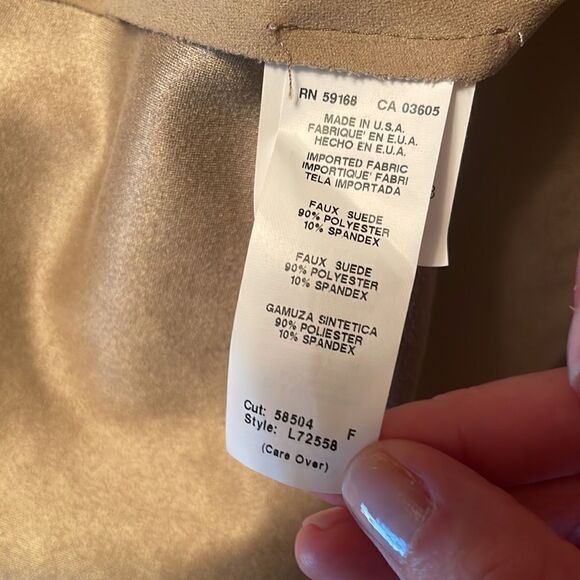 RN 59168 CA 03605
MADE IN U.S.A.
FABRIQUE' EN E.U.A.
HECHO EN E.U.A.
IMPORTED FABRIC
IMPORTIQUE' FABRI
TELA IMPORTADA
FAUX SUEDE
90% POLYESTER
10% SPANDEX
FAUX SUEDE
90% POLYESTER
10% SPANDEX
GAMUZA SINTETICA
90% POLIESTER
10% SPANDEX
Cut: 58504 F
Style: L72558
(Care Over)